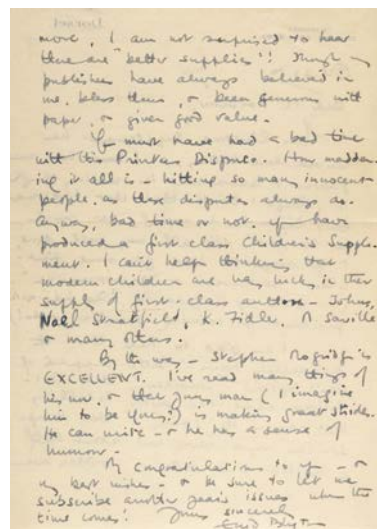 more, I am not surprised to hear
there are "better supplies"! Though my
publishers have always believed in
me, bless them, & been generous with
paper, & given good value.
You must have had a bad time
with this Printers Dispute. How madden-
ing it all is - hitting so many innocent
people, as these disputes always do.
Anyway, bad time or not, you have
produced a first class Children's Supple-
ment. I can't help thinking that
modern children are very lucky in their
supply of first-class authors - Johns,
Noel Streatfield, K. Fidler, M. Saville
& many others.
By the way - Stephen Mogridge is
EXCELLENT. I've read many things of
his now, & that young man (I imagine
him to be young!) is making great strides.
He can write - & he has a sense of
humour.
My congratulations to you - &
my best wishes - & be sure to let me
subscribe another year's issues when the
time comes! Yours sincerely
Enid Blyton